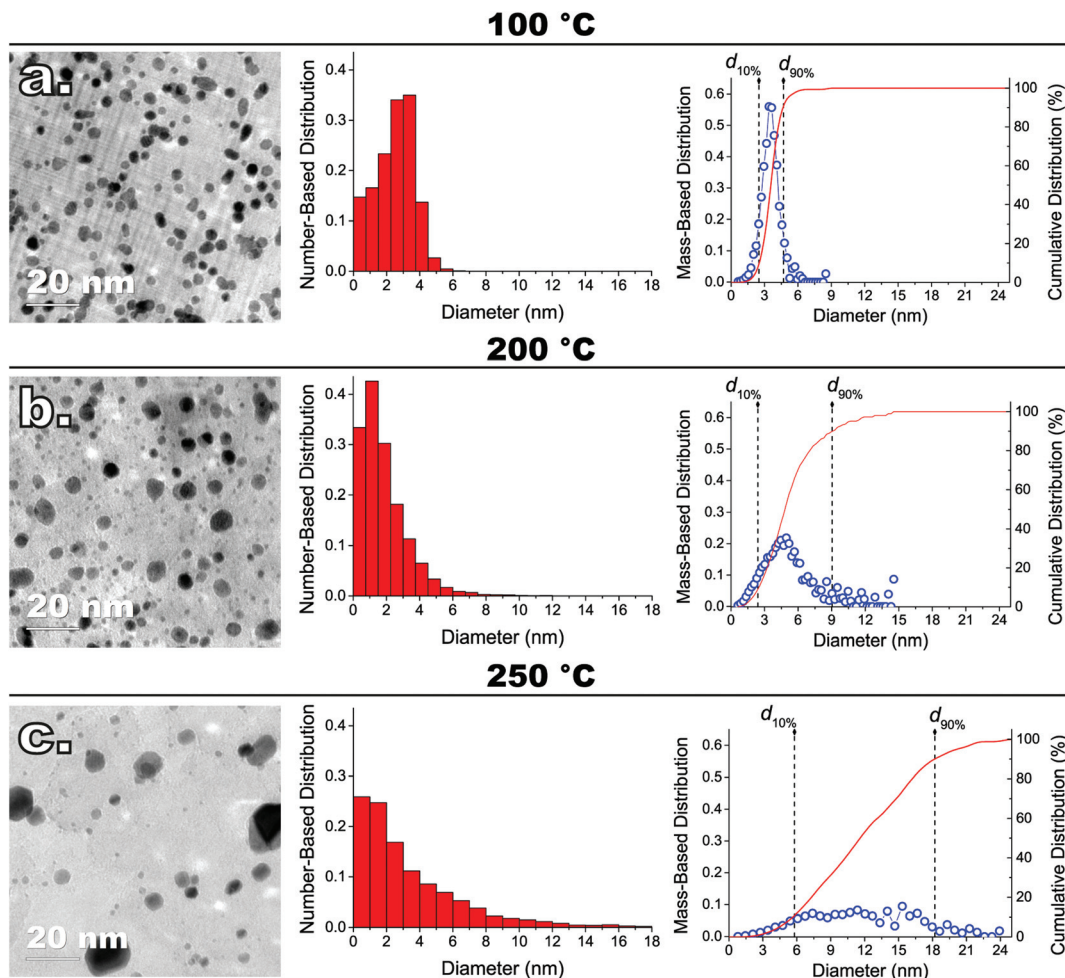 100 °C
a.
20 nm
Number-Based Distribution
0.4
0.3
0.2
0.1
0.0
0 2 4 6 8 10 12 14 16 18
Diameter (nm)
d10%
d90%
Mass-Based Distribution
0.6
0.5
0.4
0.3
0.2
0.1
0.0
0 3 6 9 12 15 18 21 24
Diameter (nm)
100
80
60
40
20
0
Cumulative Distribution (%)
200 °C
b.
20 nm
Number-Based Distribution
0.4
0.3
0.2
0.1
0.0
0 2 4 6 8 10 12 14 16 18
Diameter (nm)
d10%
d90%
Mass-Based Distribution
0.6
0.5
0.4
0.3
0.2
0.1
0.0
0 3 6 9 12 15 18 21 24
Diameter (nm)
100
80
60
40
20
0
Cumulative Distribution (%)
250 °C
c.
20 nm
Number-Based Distribution
0.4
0.3
0.2
0.1
0.0
0 2 4 6 8 10 12 14 16 18
Diameter (nm)
d10%
d90%
Mass-Based Distribution
0.6
0.5
0.4
0.3
0.2
0.1
0.0
0 3 6 9 12 15 18 21 24
Diameter (nm)
100
80
60
40
20
0
Cumulative Distribution (%)